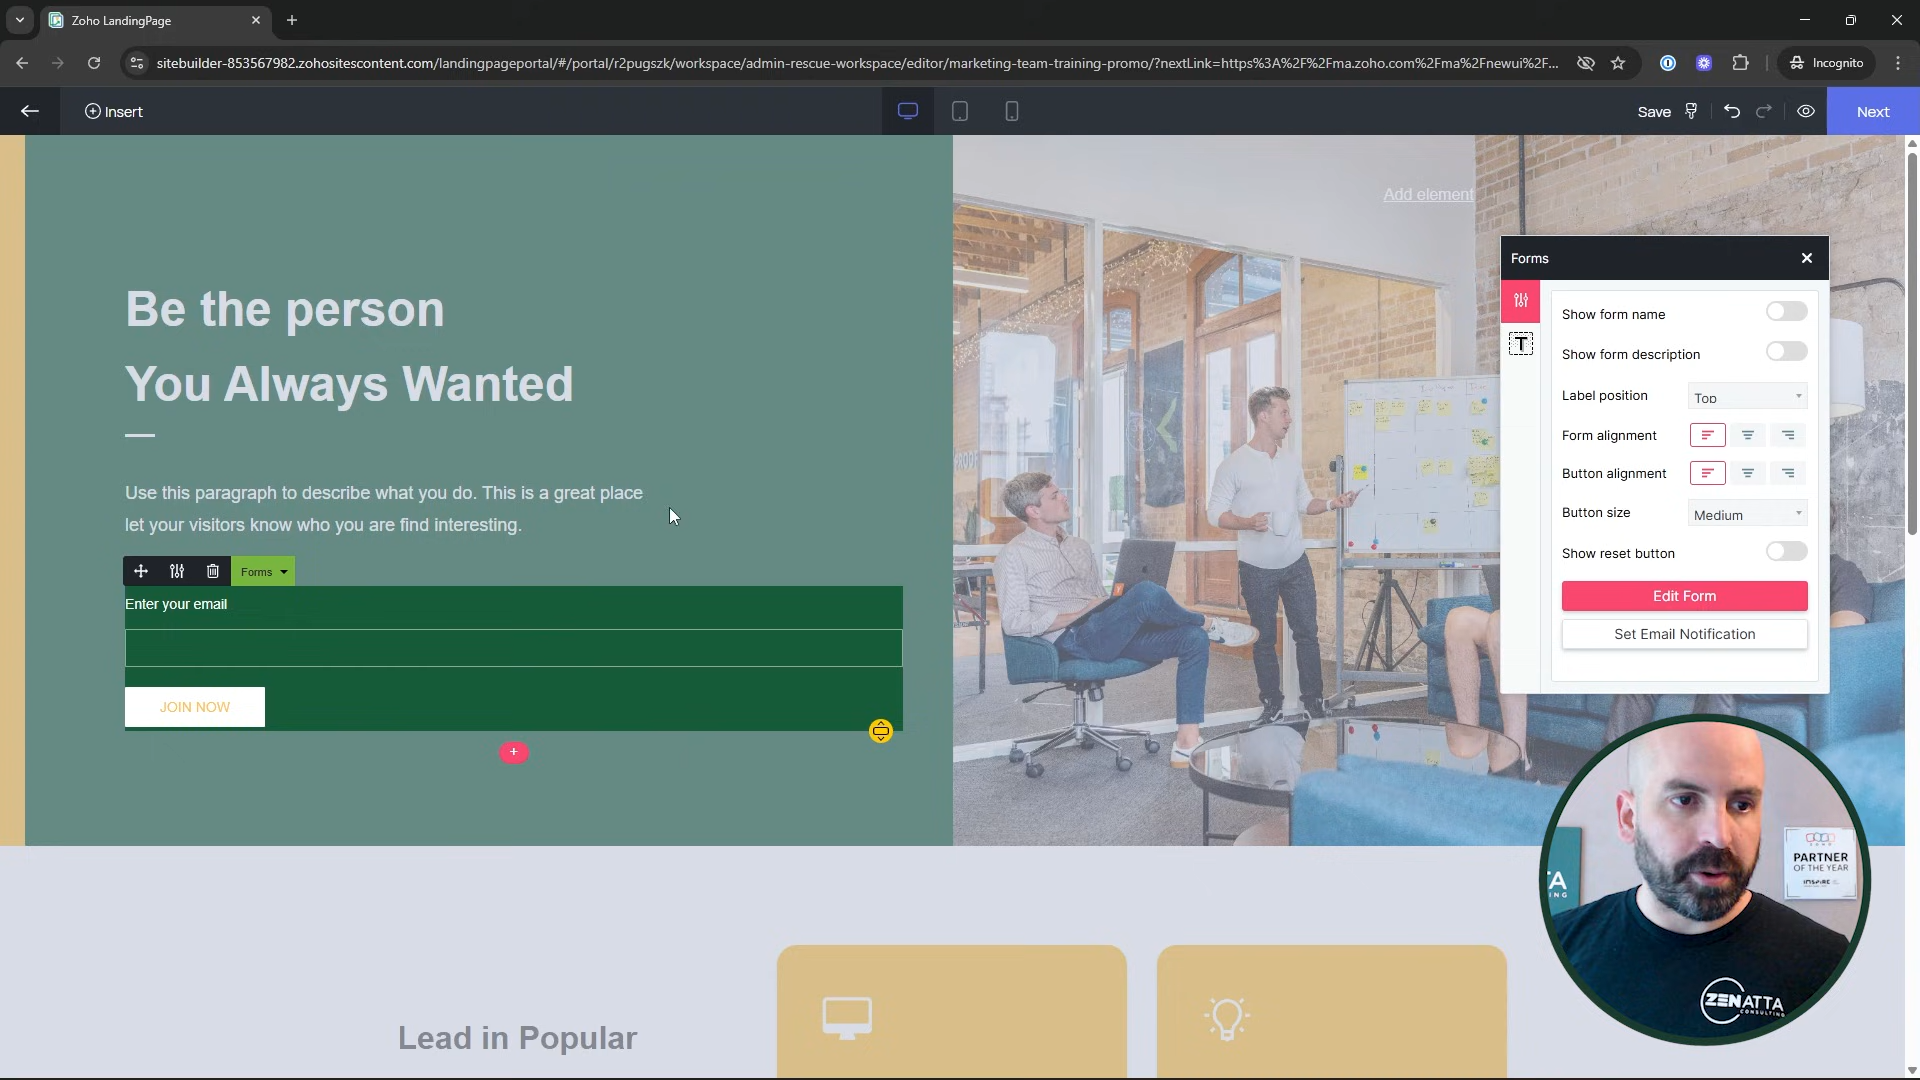 Zoho LandingPage
sitebuilder-853567982.zohositescontent.com/landingpageportal/#/portal/r2pugszk/workspace/admin-rescue-workspace/editor/marketing-team-training-promo/?nextLink=https%3A%2F%2Fma.zoho.com%2Fma%2Fnewui%2F...
Incognito
Insert
Save
Next
Add element
Be the person
You Always Wanted
Use this paragraph to describe what you do. This is a great place
let your visitors know who you are find interesting.
Forms
Enter your email
JOIN NOW
Forms
Show form name
Show form description
Label position
Top
Form alignment
Button alignment
Button size
Medium
Show reset button
Edit Form
Set Email Notification
Lead in Popular
PARTNER
OF THE YEAR
INSPIRE
TA
NG
ZENATTA
CONSULTING